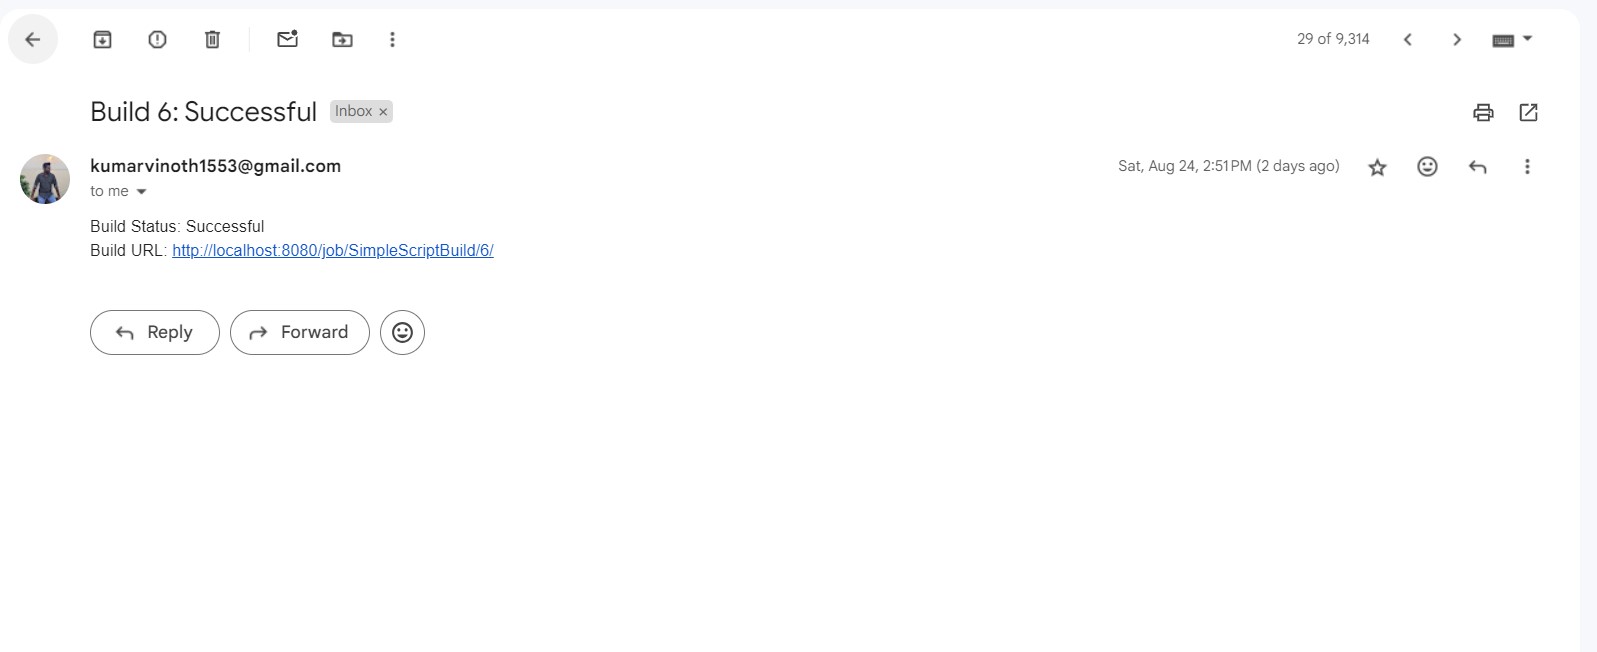 29 of 9,314
Build 6: Successful
Inbox ×
kumarvinoth1553@gmail.com
Sat, Aug 24, 2:51 PM (2 days ago)
to me
Build Status: Successful
Build URL: http://localhost:8080/job/SimpleScriptBuild/6/
Reply
Forward